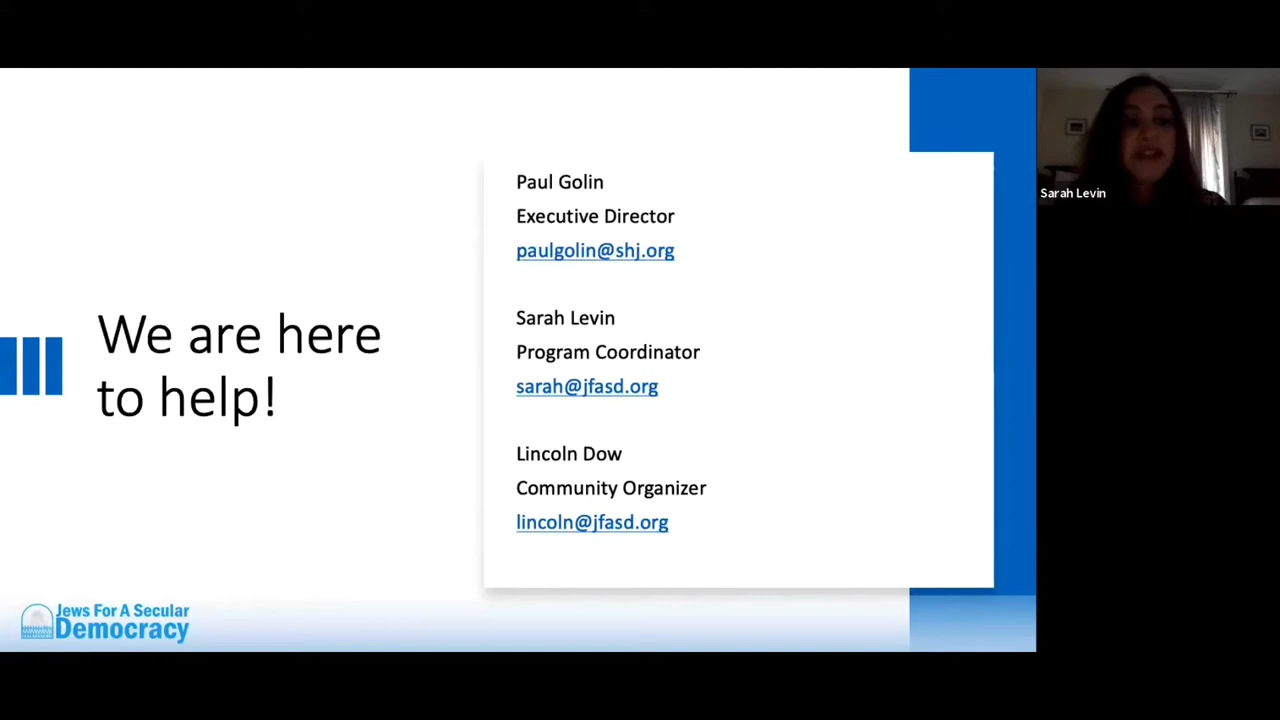 We are here
to help!
Paul Golin
Executive Director
paulgolin@shj.org
Sarah Levin
Program Coordinator
sarah@jfasd.org
Lincoln Dow
Community Organizer
lincoln@jfasd.org
Jews For A Secular
Democracy
Sarah Levin